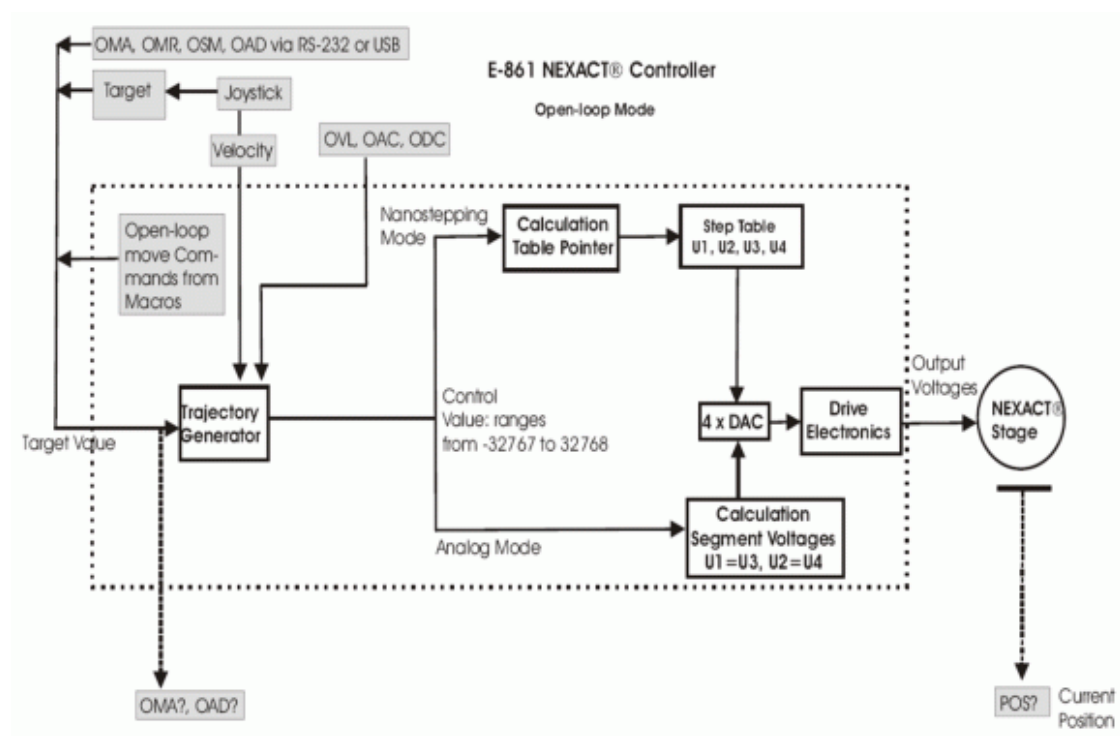 OMA, OMR, OSM, OAD via RS-232 or USB
E-861 NEXACT® Controller
Open-loop Mode
Target
Joystick
Velocity
OVL, OAC, ODC
Open-loop
move Com-
mands from
Macros
Nanostepping
Mode
Calculation
Table Pointer
Step Table
U1, U2, U3, U4
Target Value
Trajectory
Generator
Control
Value: ranges
from -32767 to 32768
4 x DAC
Drive
Electronics
Output
Voltages
NEXACT®
Stage
Analog Mode
Calculation
Segment Voltages
U1=U3, U2=U4
OMA?, OAD?
POS?
Current
Position